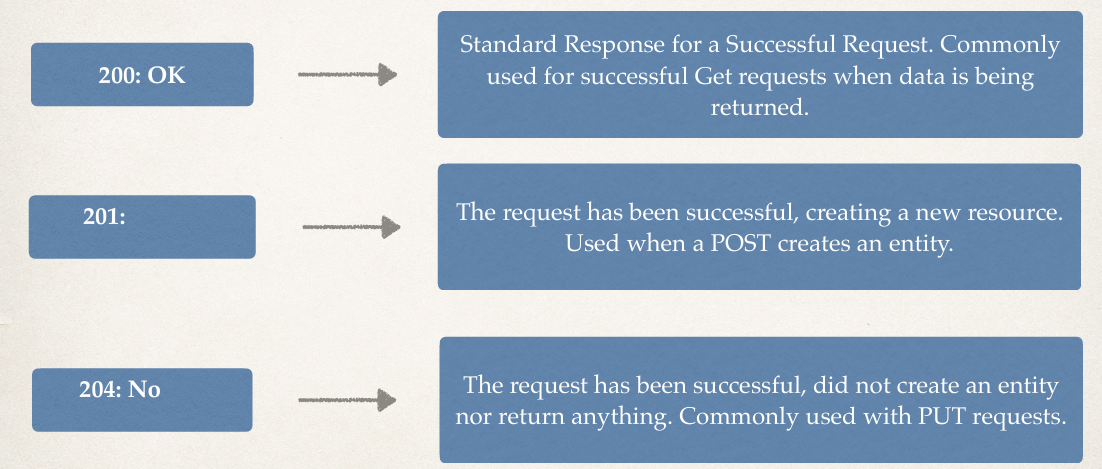 200: OK
Standard Response for a Successful Request. Commonly
used for successful Get requests when data is being
returned.
201:
The request has been successful, creating a new resource.
Used when a POST creates an entity.
204: No
The request has been successful, did not create an entity
nor return anything. Commonly used with PUT requests.